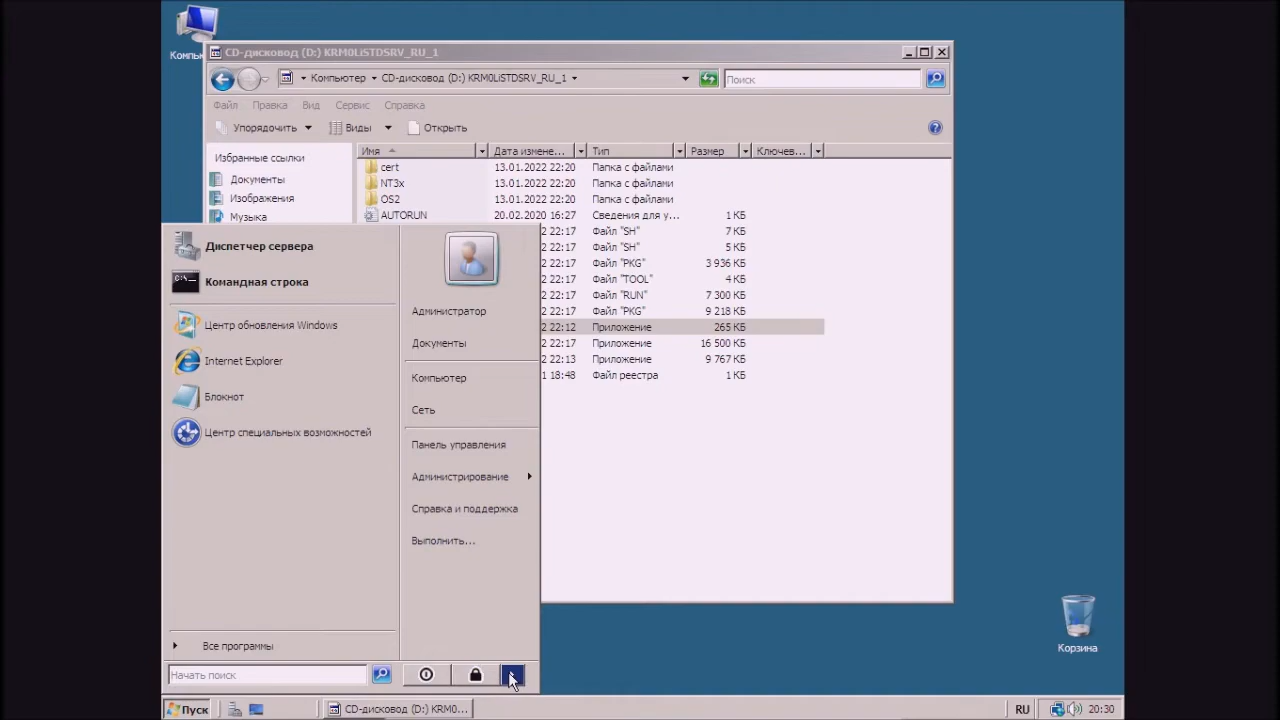 Компью
CD-дисковод (D:) KRM0LiSTDSRV_RU_1
Компьютер CD-дисковод (D:) KRM0LiSTDSRV_RU_1
Поиск
Файл Правка Вид Сервис Справка
Упорядочить Виды Открыть
Избранные ссылки
Документы
Изображения
Музыка
Имя Дата измене... Тип Размер Ключев...
cert 13.01.2022 22:20 Папка с файлами
NT3x 13.01.2022 22:20 Папка с файлами
OS2 13.01.2022 22:20 Папка с файлами
AUTORUN 20.02.2020 16:27 Сведения для у... 1 КБ
2 22:17 Файл "SH" 7 КБ
2 22:17 Файл "SH" 5 КБ
2 22:17 Файл "PKG" 3 936 КБ
2 22:17 Файл "TOOL" 4 КБ
2 22:17 Файл "RUN" 7 300 КБ
2 22:17 Файл "PKG" 9 218 КБ
2 22:12 Приложение 265 КБ
2 22:17 Приложение 16 500 КБ
2 22:13 Приложение 9 767 КБ
1 18:48 Файл реестра 1 КБ
Диспетчер сервера
Командная строка
Центр обновления Windows
Internet Explorer
Блокнот
Центр специальных возможностей
Все программы
Начать поиск
Администратор
Документы
Компьютер
Сеть
Панель управления
Администрирование
Справка и поддержка
Выполнить...
Корзина
Пуск
CD-дисковод (D:) KRM0...
RU
20:30